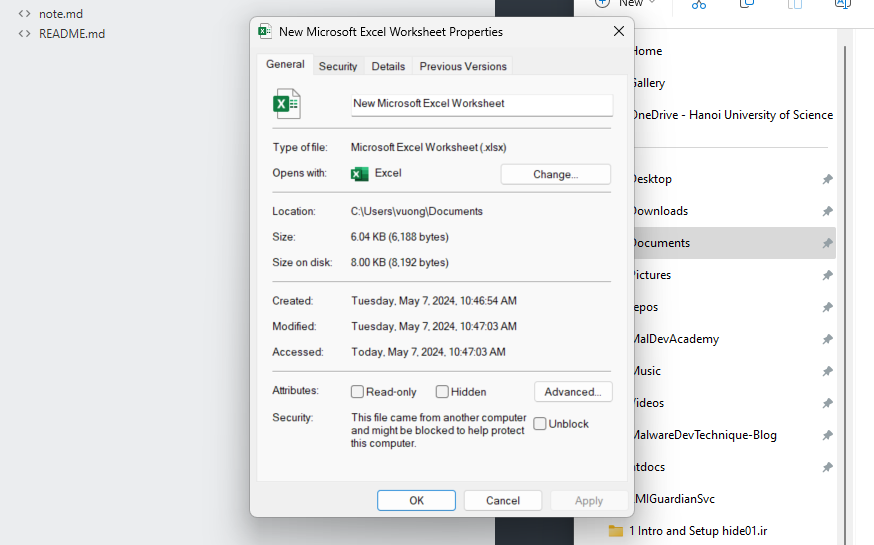 note.md
README.md
New
New Microsoft Excel Worksheet Properties
General
Security
Details
Previous Versions
New Microsoft Excel Worksheet
Type of file: Microsoft Excel Worksheet (.xlsx)
Opens with: Excel Change...
Location: C:\Users\vuong\Documents
Size: 6.04 KB (6,188 bytes)
Size on disk: 8.00 KB (8,192 bytes)
Created: Tuesday, May 7, 2024, 10:46:54 AM
Modified: Tuesday, May 7, 2024, 10:47:03 AM
Accessed: Today, May 7, 2024, 10:47:03 AM
Attributes: Read-only Hidden Advanced...
Security: This file came from another computer
and might be blocked to help protect
this computer.
Unblock
OK Cancel Apply
Home
Gallery
OneDrive - Hanoi University of Science
Desktop
Downloads
Documents
Pictures
epos
MalDevAcademy
Music
Videos
MalwareDevTechnique-Blog
tdocs
MIGuardianSvc
1 Intro and Setup hide01.ir